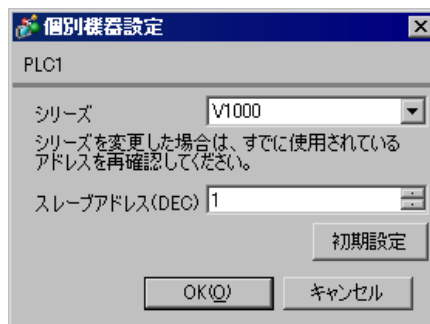 個別機器設定
PLC1
シリーズ V1000
シリーズを変更した場合は、すでに使用されている
アドレスを再確認してください。
スレーブアドレス(DEC) 1
初期設定
OK(O) キャンセル